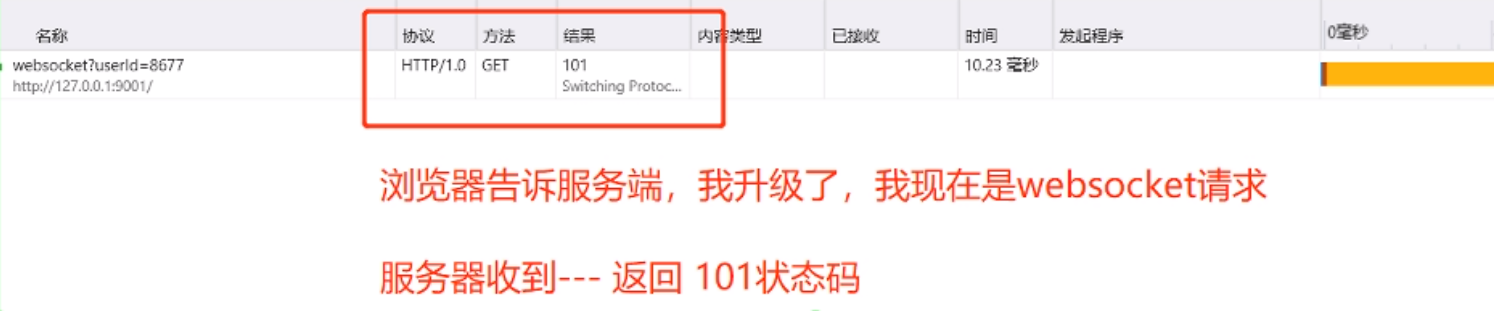 名称 协议 方法 结果 内容类型 已接收 时间 发起程序 0毫秒
websocket?userId=8677 HTTP/1.0 GET 101 10.23 毫秒
http://127.0.0.1:9001/ Switching Protoc...
浏览器告诉服务端，我升级了，我现在是websocket请求
服务器收到--- 返回 101状态码